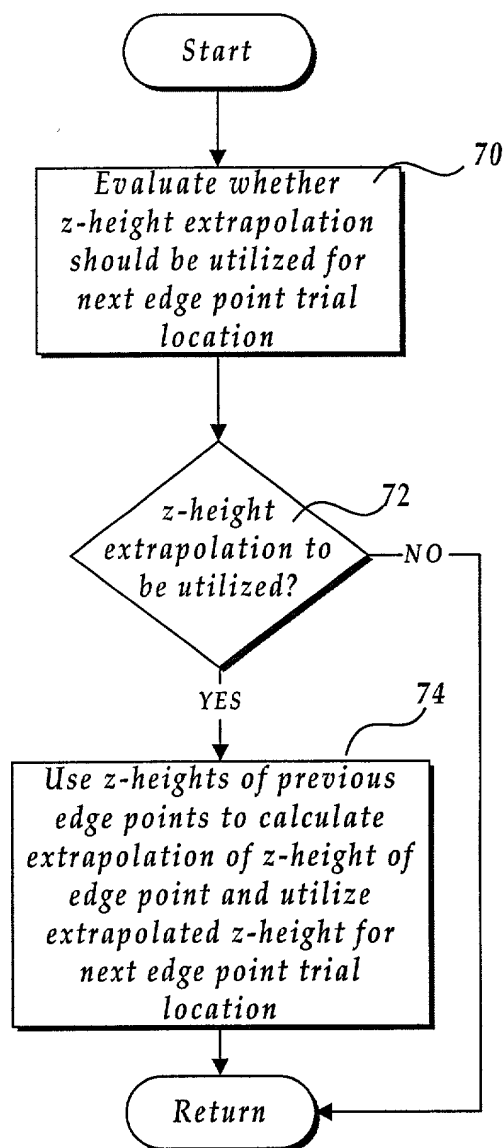 Start
70
Evaluate whether
z-height extrapolation
should be utilized for
next edge point trial
location
72
z-height
extrapolation to
be utilized?
NO
YES
74
Use z-heights of previous
edge points to calculate
extrapolation of z-height of
edge point and utilize
extrapolated z-height for
next edge point trial
location
Return